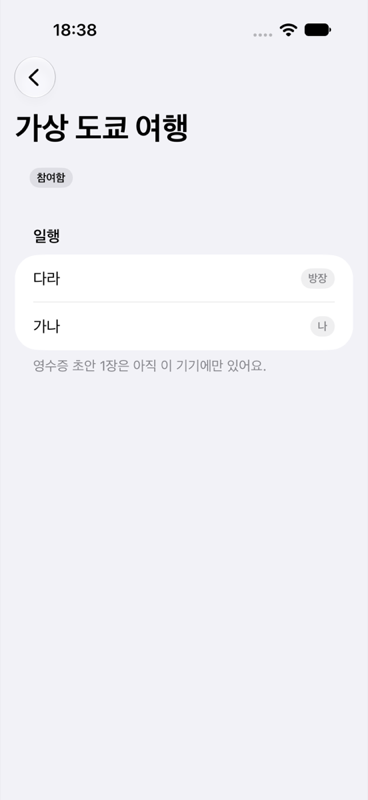 18:38
가상 도쿄 여행
참여함
일행
다라
방장
가나
나
영수증 초안 1장은 아직 이 기기에만 있어요.